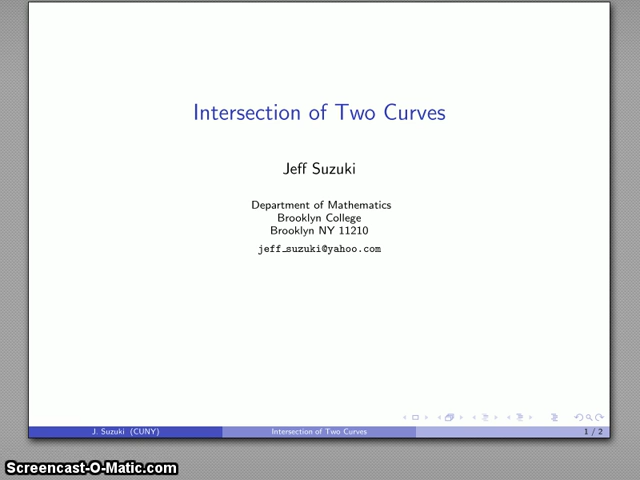 Intersection of Two Curves
Jeff Suzuki
Department of Mathematics
Brooklyn College
Brooklyn NY 11210
jeff_suzuki@yahoo.com
J. Suzuki (CUNY)
Intersection of Two Curves
1 / 2
Screencast-O-Matic.com